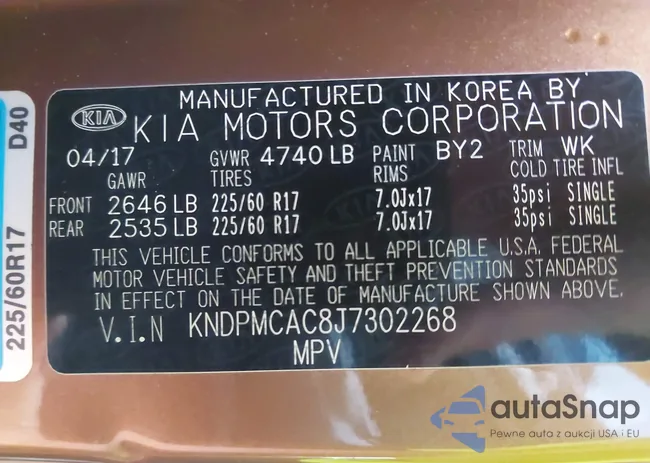 MANUFACTURED IN KOREA BY
KIA KIA MOTORS CORPORATION
04/17 GVWR 4740 LB PAINT BY2 TRIM WK
GAWR TIRES RIMS COLD TIRE INFL
FRONT 2646 LB 225/60 R17 7.0Jx17 35psi SINGLE
REAR 2535 LB 225/60 R17 7.0Jx17 35psi SINGLE
THIS VEHICLE CONFORMS TO ALL APPLICABLE U.S.A. FEDERAL
MOTOR VEHICLE SAFETY AND THEFT PREVENTION STANDARDS
IN EFFECT ON THE DATE OF MANUFACTURE SHOWN ABOVE.
V.I.N KNDPMCAC8J7302268
MPV
225/60R17 D40
autaSnap
Pewne auta z aukcji USA i EU